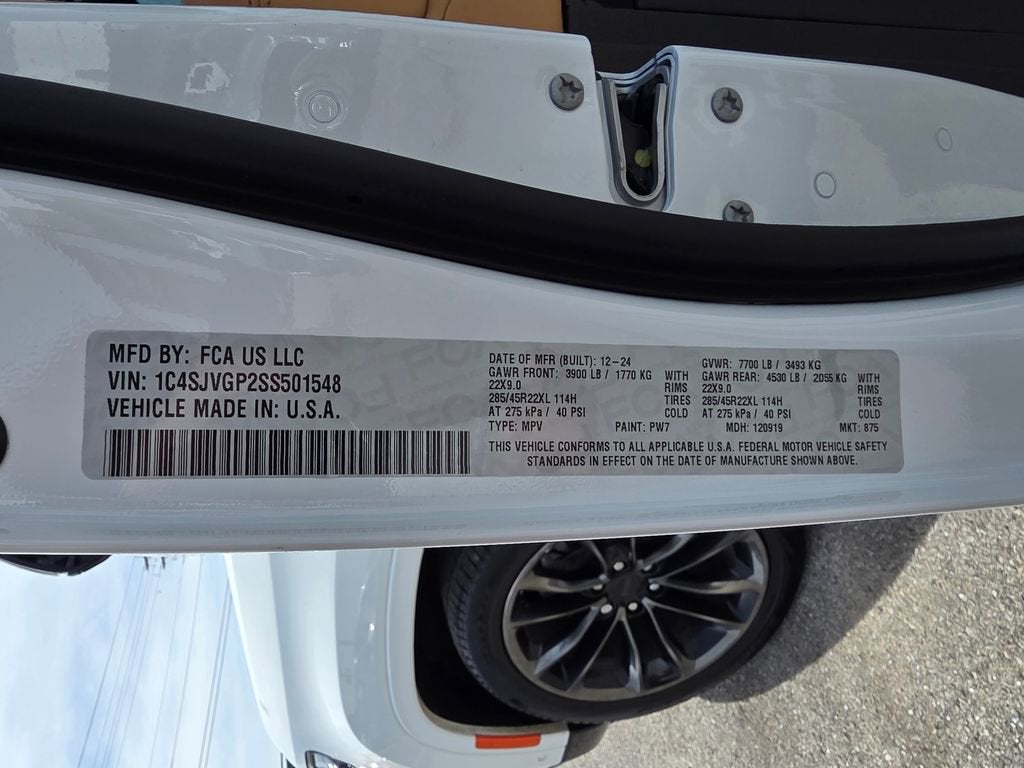 MFD BY: FCA US LLC
VIN: 1C4SJVGP2SS501548
VEHICLE MADE IN: U.S.A.
DATE OF MFR (BUILT): 12-24
GAWR FRONT: 3900 LB / 1770 KG WITH
22X9.0 RIMS
285/45R22XL 114H TIRES
AT 275 kPa / 40 PSI COLD
GVWR: 7700 LB / 3493 KG
GAWR REAR: 4530 LB / 2055 KG WITH
22X9.0 RIMS
285/45R22XL 114H TIRES
AT 275 kPa / 40 PSI COLD
TYPE: MPV PAINT: PW7 MDH: 120919 MKT: 875
THIS VEHICLE CONFORMS TO ALL APPLICABLE U.S.A. FEDERAL MOTOR VEHICLE SAFETY
STANDARDS IN EFFECT ON THE DATE OF MANUFACTURE SHOWN ABOVE.